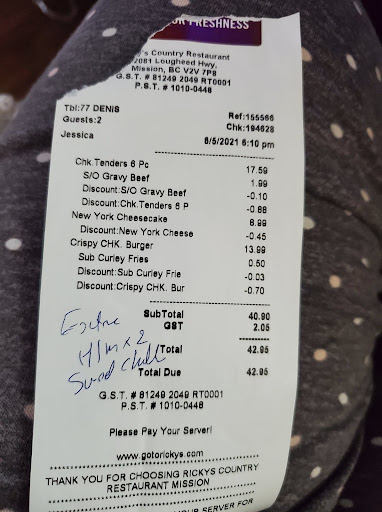 FRESHNESS
's Country Restaurant
Lougheed Hwy.
Mission, BC V2V 7P8
G.S.T. # 81249 2049 RT0001
P.S.T. # 1010-0448
Tbl:77 DENIS Ref:155566
Guests:2 Chk:194628
Jessica 8/5/2021 6:10 pm
Chk.Tenders 6 Pc 17.59
S/O Gravy Beef 1.99
Discount:S/O Gravy Beef -0.10
Discount:Chk.Tenders 6 P -0.88
New York Cheesecake 8.99
Discount:New York Cheese -0.45
Crispy CHK. Burger 13.99
Sub Curley Fries 0.50
Discount:Sub Curley Frie -0.03
Discount:Crispy CHK. Bur -0.70
SubTotal 40.90
GST 2.05
Extra
x2
/Total 42.95
Total Due 42.95
G.S.T. # 81249 2049 RT0001
P.S.T. # 1010-0448
Please Pay Your Server!
www.gotorickys.com
THANK YOU FOR CHOOSING RICKYS COUNTRY
RESTAURANT MISSION
YOUR SERVER FOR